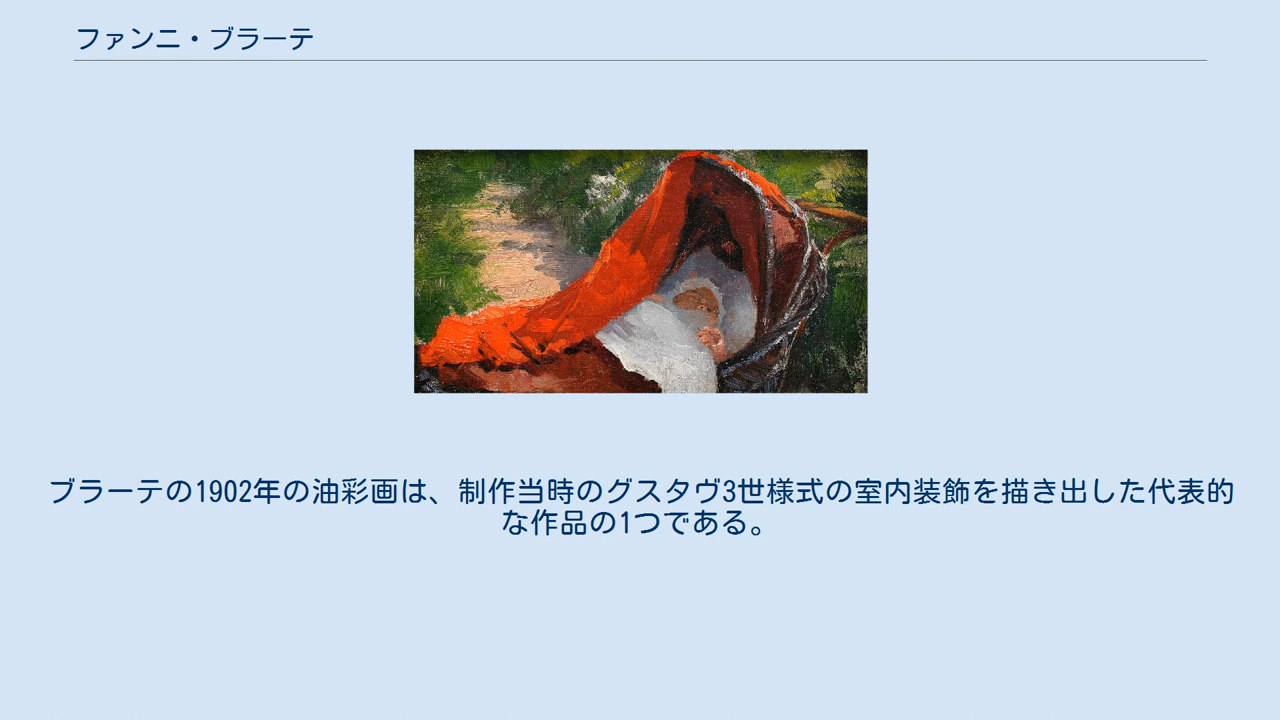 ファンニ・ブラーテ
ブラーテの1902年の油彩画は、制作当時のグスタヴ3世様式の室内装飾を描き出した代表的
な作品の1つである。